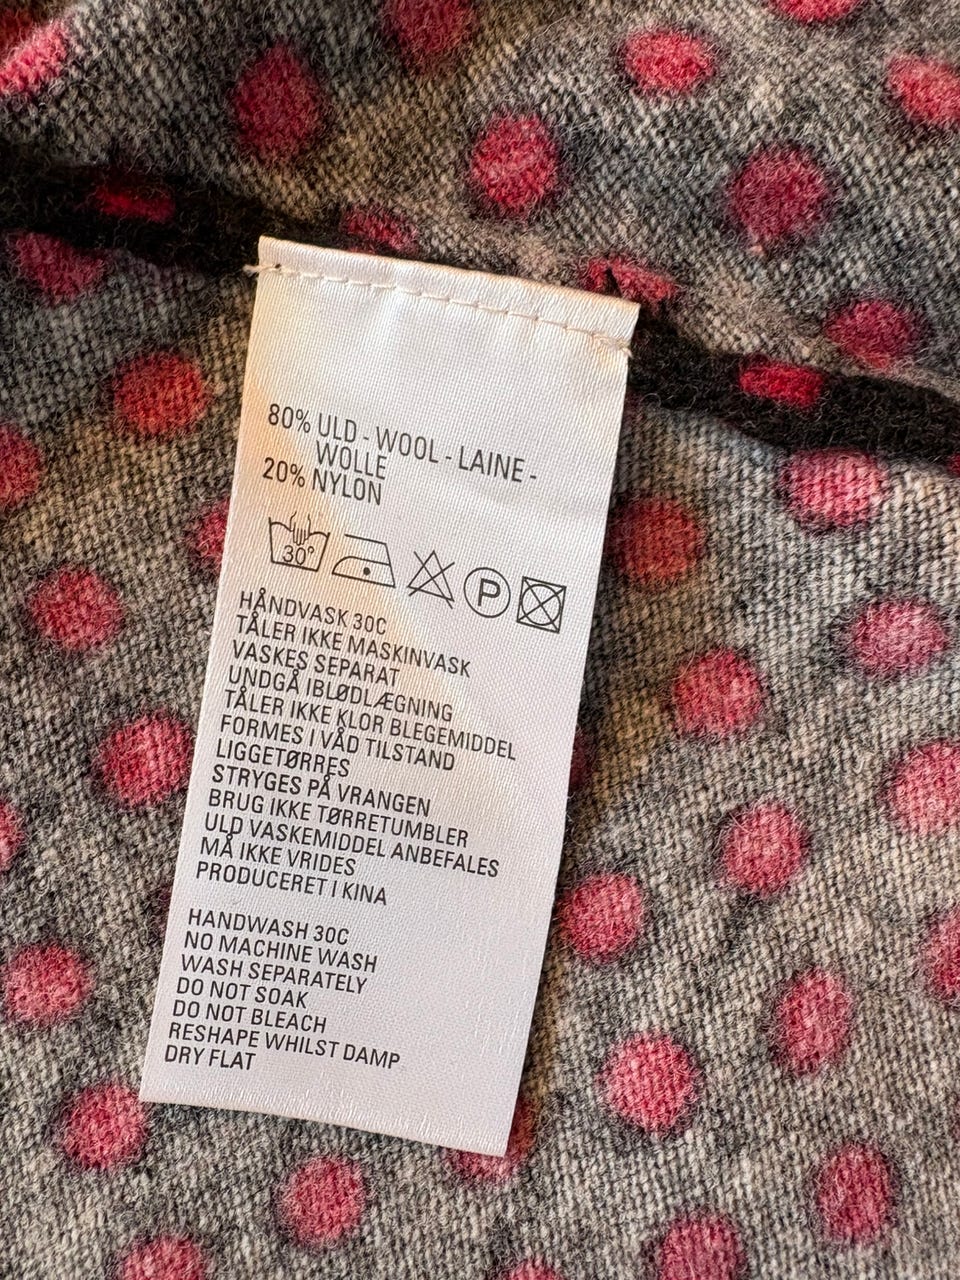 80% ULD - WOOL - LAINE -
WOLLE
20% NYLON
30°
P
HÅNDVASK 30C
TÅLER IKKE MASKINVASK
VASKES SEPARAT
UNDGÅ IBLØDLÆGNING
TÅLER IKKE KLOR BLEGEMIDDEL
FORMES I VÅD TILSTAND
LIGGETØRRES
STRYGES PÅ VRANGEN
BRUG IKKE TØRRETUMBLER
ULD VASKEMIDDEL ANBEFALES
MÅ IKKE VRIDES
PRODUCERET I KINA
HANDWASH 30C
NO MACHINE WASH
WASH SEPARATELY
DO NOT SOAK
DO NOT BLEACH
RESHAPE WHILST DAMP
DRY FLAT